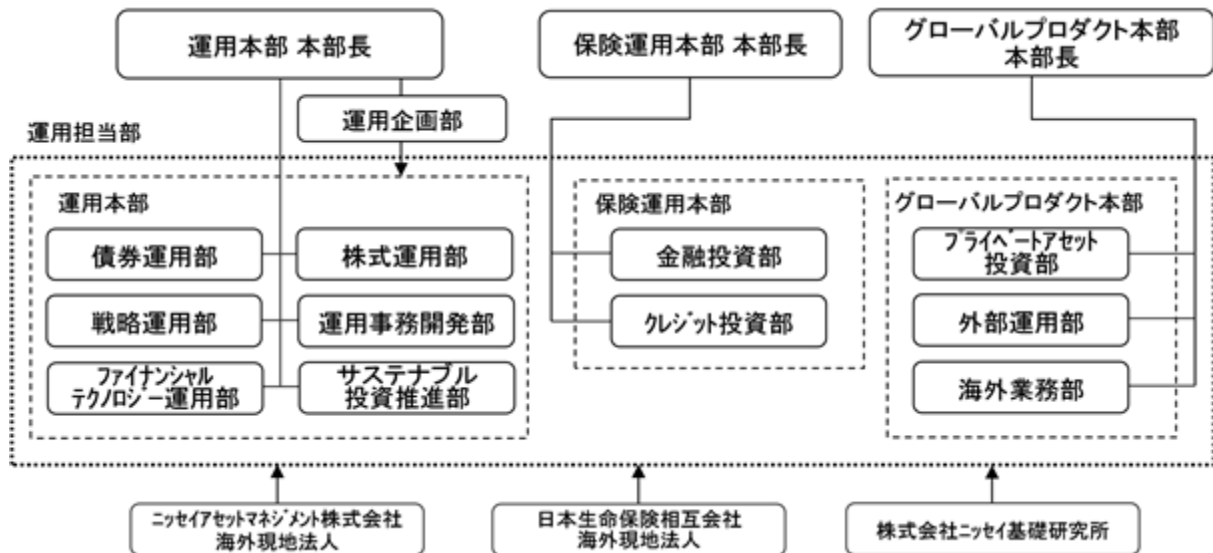 運用本部 本部長
保険運用本部 本部長
グローバルプロダクト本部
本部長
運用企画部
運用担当部
運用本部
債券運用部
株式運用部
戦略運用部
運用事務開発部
ファイナンシャル
テクノロジー運用部
サステナブル
投資推進部
保険運用本部
金融投資部
クレジット投資部
グローバルプロダクト本部
プライベートアセット
投資部
外部運用部
海外業務部
ニッセイアセットマネジメント株式会社
海外現地法人
日本生命保険相互会社
海外現地法人
株式会社ニッセイ基礎研究所